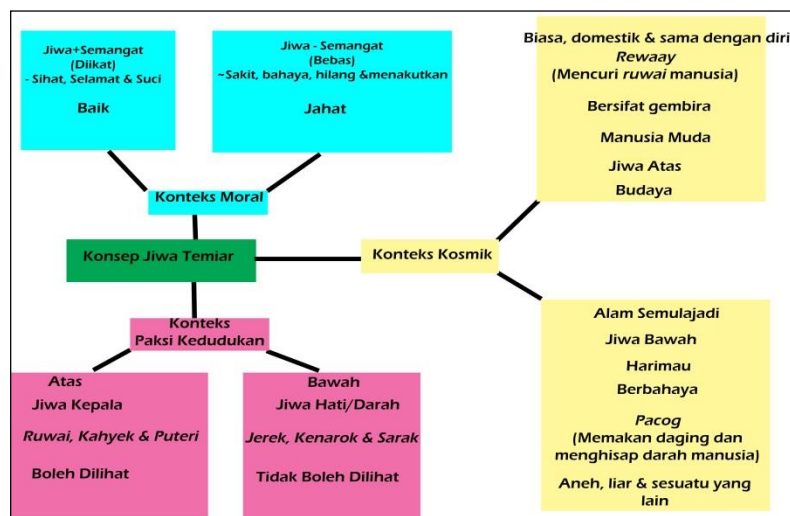 Jiwa+Semangat
(Diikat)
- Sihat, Selamat & Suci
Baik
Jiwa - Semangat
(Bebas)
~Sakit, bahaya, hilang &menakutkan
Jahat
Biasa, domestik & sama dengan diri
Rewaay
(Mencuri ruwai manusia)
Bersifat gembira
Manusia Muda
Jiwa Atas
Budaya
Konteks Moral
Konsep Jiwa Temiar
Konteks Kosmik
Konteks
Paksi Kedudukan
Atas
Jiwa Kepala
Ruwai, Kahyek & Puteri
Boleh Dilihat
Bawah
Jiwa Hati/Darah
Jerek, Kenarok & Sarak
Tidak Boleh Dilihat
Alam Semulajadi
Jiwa Bawah
Harimau
Berbahaya
Pacog
(Memakan daging dan
menghisap darah manusia)
Aneh, liar & sesuatu yang
lain